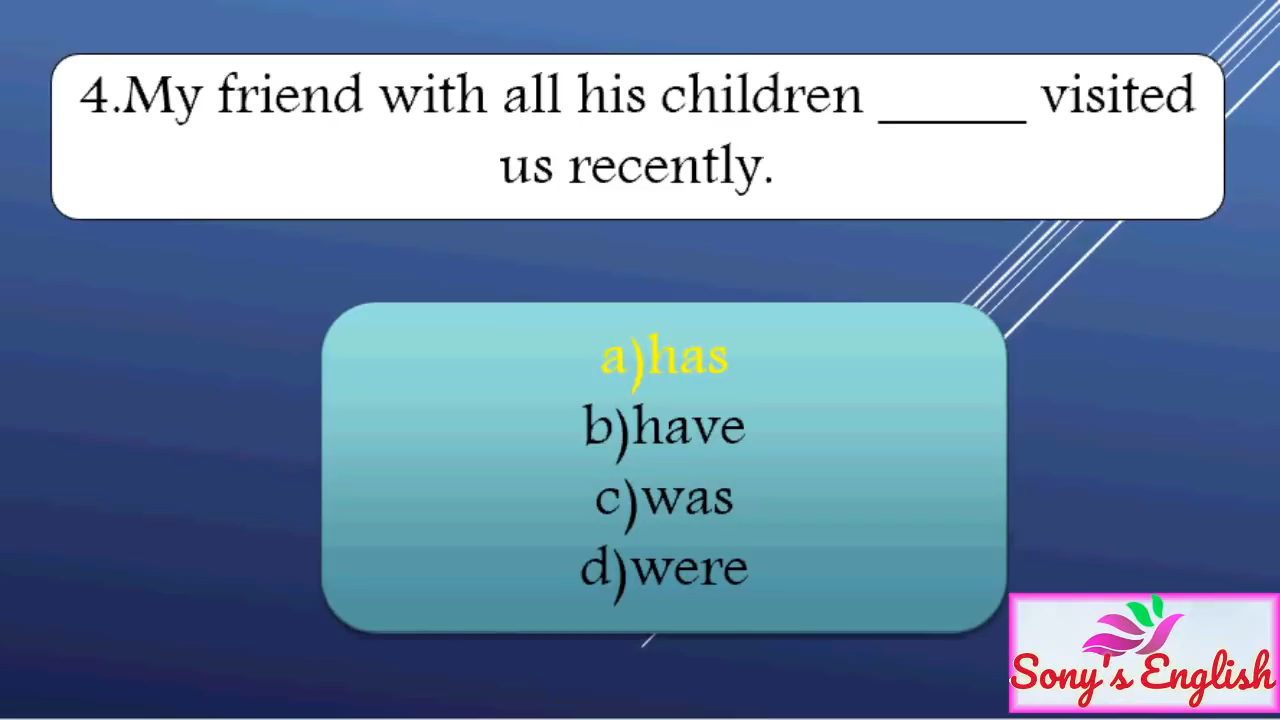 4.My friend with all his children ______ visited
us recently.
a)has
b)have
c)was
d)were
Sony's English